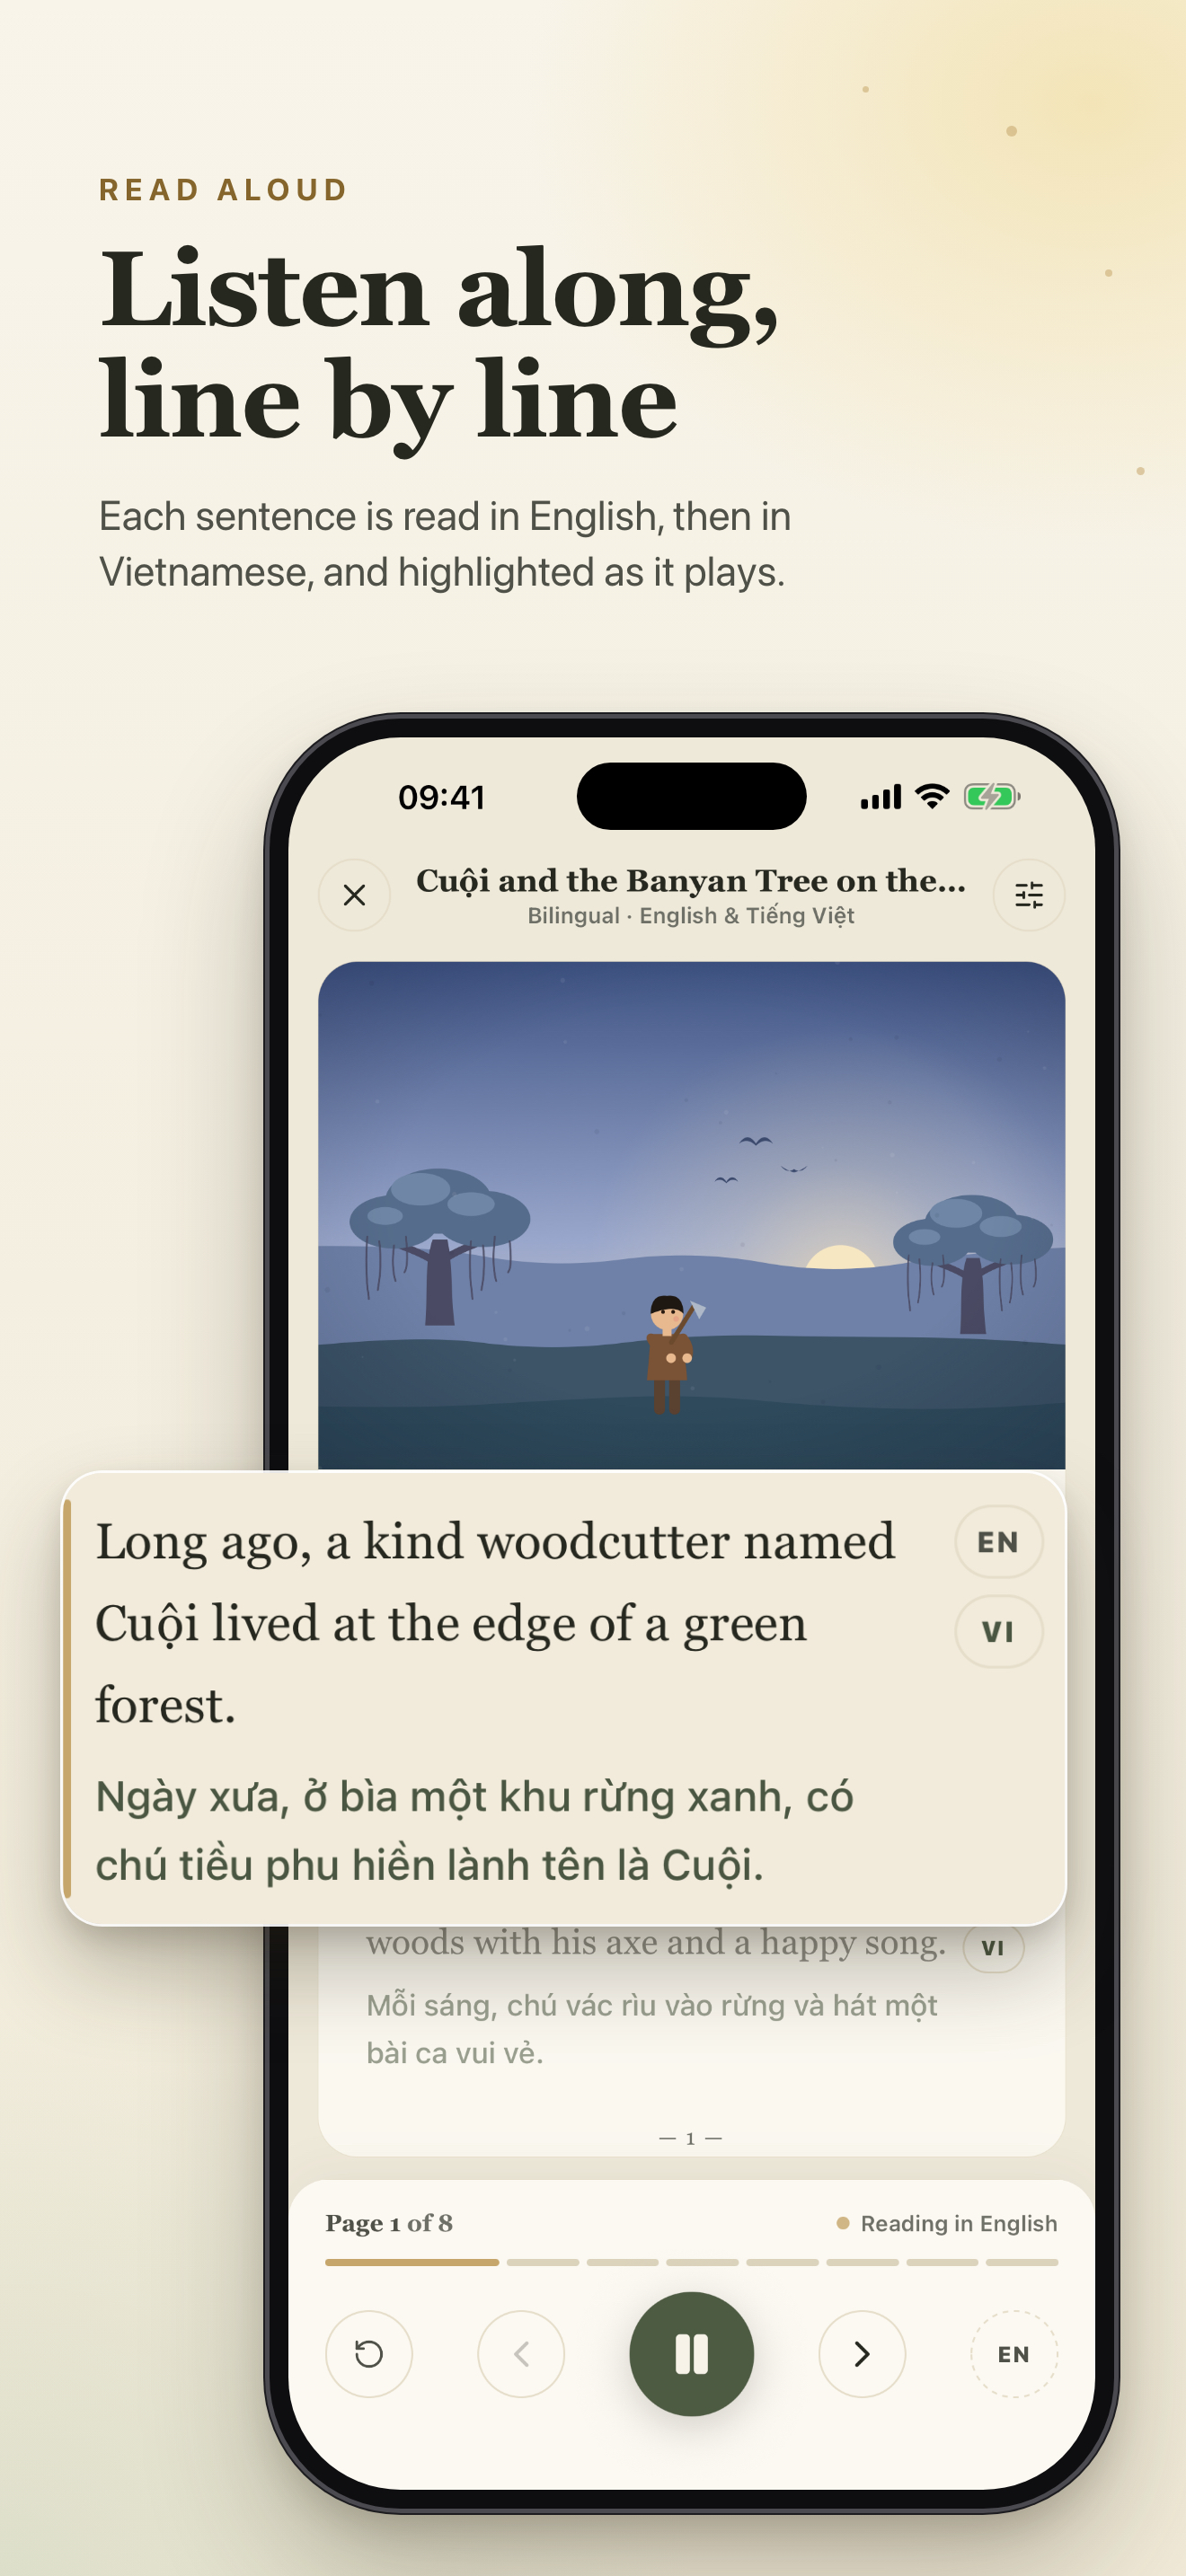 READ ALOUD
Listen along,
line by line
Each sentence is read in English, then in
Vietnamese, and highlighted as it plays.
09:41
Cuội and the Banyan Tree on the...
Bilingual · English & Tiếng Việt
Long ago, a kind woodcutter named
Cuội lived at the edge of a green
forest.
EN
VI
Ngày xưa, ở bìa một khu rừng xanh, có
chú tiều phu hiền lành tên là Cuội.
woods with his axe and a happy song.
VI
Mỗi sáng, chú vác rìu vào rừng và hát một
bài ca vui vẻ.
— 1 —
Page 1 of 8
Reading in English
EN